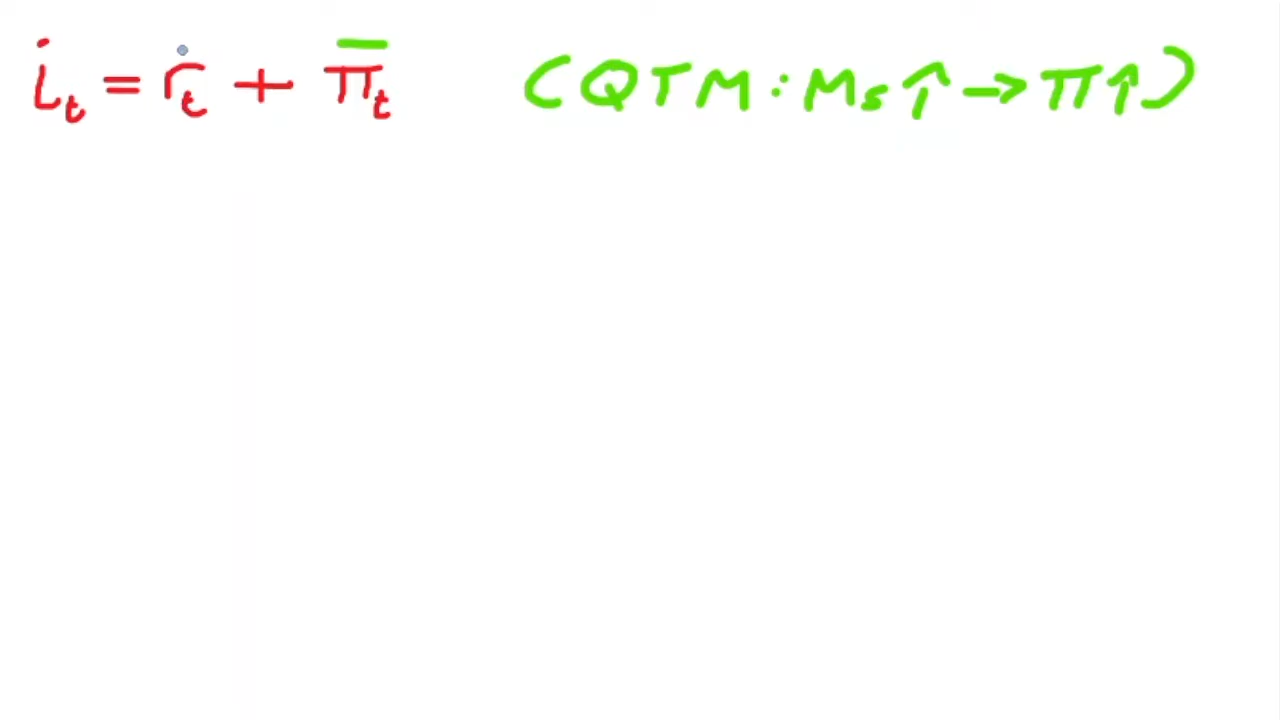 i_t = r_t + π̅_t (QTM: Ms↑ → π↑)